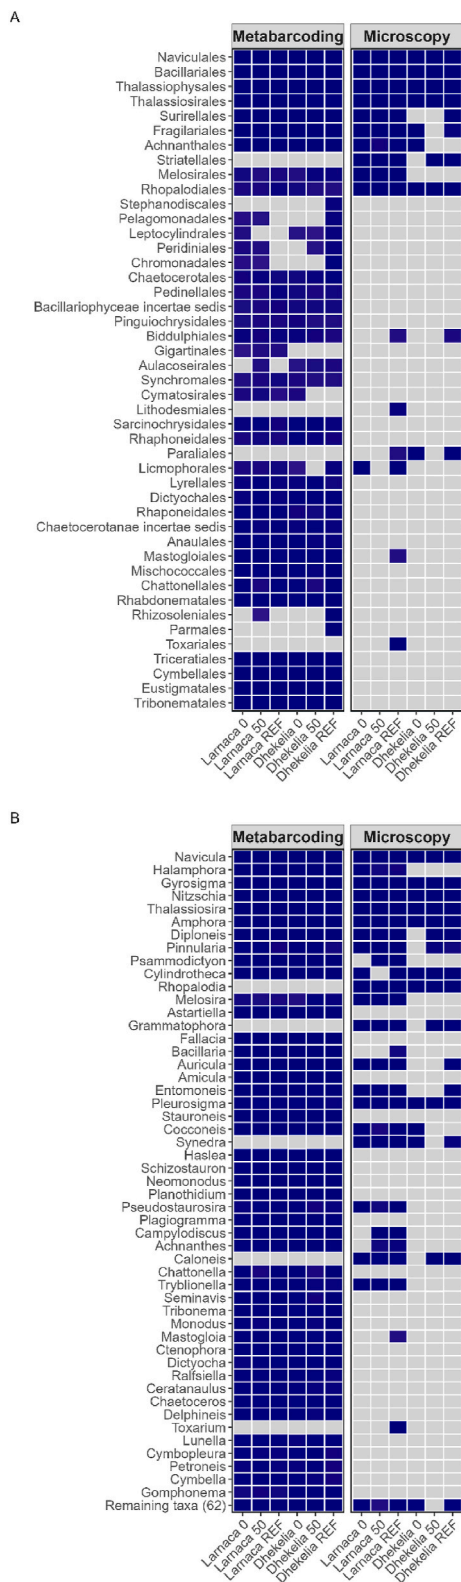 A
Metabarcoding Microscopy
Naviculales
Bacillariales
Thalassiophysales
Thalassiosirales
Surirellales
Fragilariales
Achnanthales
Striatellales
Melosirales
Rhopalodiales
Stephanodiscales
Pelagomonadales
Leptocylindrales
Peridiniales
Chromonadales
Chaetocerotales
Pedinellales
Bacillariophyceae incertae sedis
Pinguiochrysidales
Biddulphiales
Gigartinales
Aulacoseirales
Synchromales
Cymatosirales
Lithodesmiales
Sarcinochrysidales
Rhaphoneidales
Paraliales
Licmophorales
Lyrellales
Dictyochales
Rhaponeidales
Chaetocerotanae incertae sedis
Anaulales
Mastogloiales
Mischococcales
Chattonellales
Rhabdonematales
Rhizosoleniales
Parmales
Toxariales
Triceratiales
Cymbellales
Eustigmatales
Tribonematales
Larnaca 0 Larnaca 50 Larnaca REF Dhekelia 0 Dhekelia 50 Dhekelia REF Larnaca 0 Larnaca 50 Larnaca REF Dhekelia 0 Dhekelia 50 Dhekelia REF
B
Metabarcoding Microscopy
Navicula
Halamphora
Gyrosigma
Nitzschia
Thalassiosira
Amphora
Diploneis
Pinnularia
Psammodictyon
Cylindrotheca
Rhopalodia
Melosira
Astartiella
Grammatophora
Fallacia
Bacillaria
Auricula
Amicula
Entomoneis
Pleurosigma
Stauroneis
Cocconeis
Synedra
Haslea
Schizostauron
Neomonodus
Planothidium
Pseudostaurosira
Plagiogramma
Campylodiscus
Achnanthes
Caloneis
Chattonella
Tryblionella
Seminavis
Tribonema
Monodus
Mastogloia
Ctenophora
Dictyocha
Ralfsiella
Ceratanaulus
Chaetoceros
Delphineis
Toxarium
Lunella
Cymbopleura
Petroneis
Cymbella
Gomphonema
Remaining taxa (62)
Larnaca 0 Larnaca 50 Larnaca REF Dhekelia 0 Dhekelia 50 Dhekelia REF Larnaca 0 Larnaca 50 Larnaca REF Dhekelia 0 Dhekelia 50 Dhekelia REF